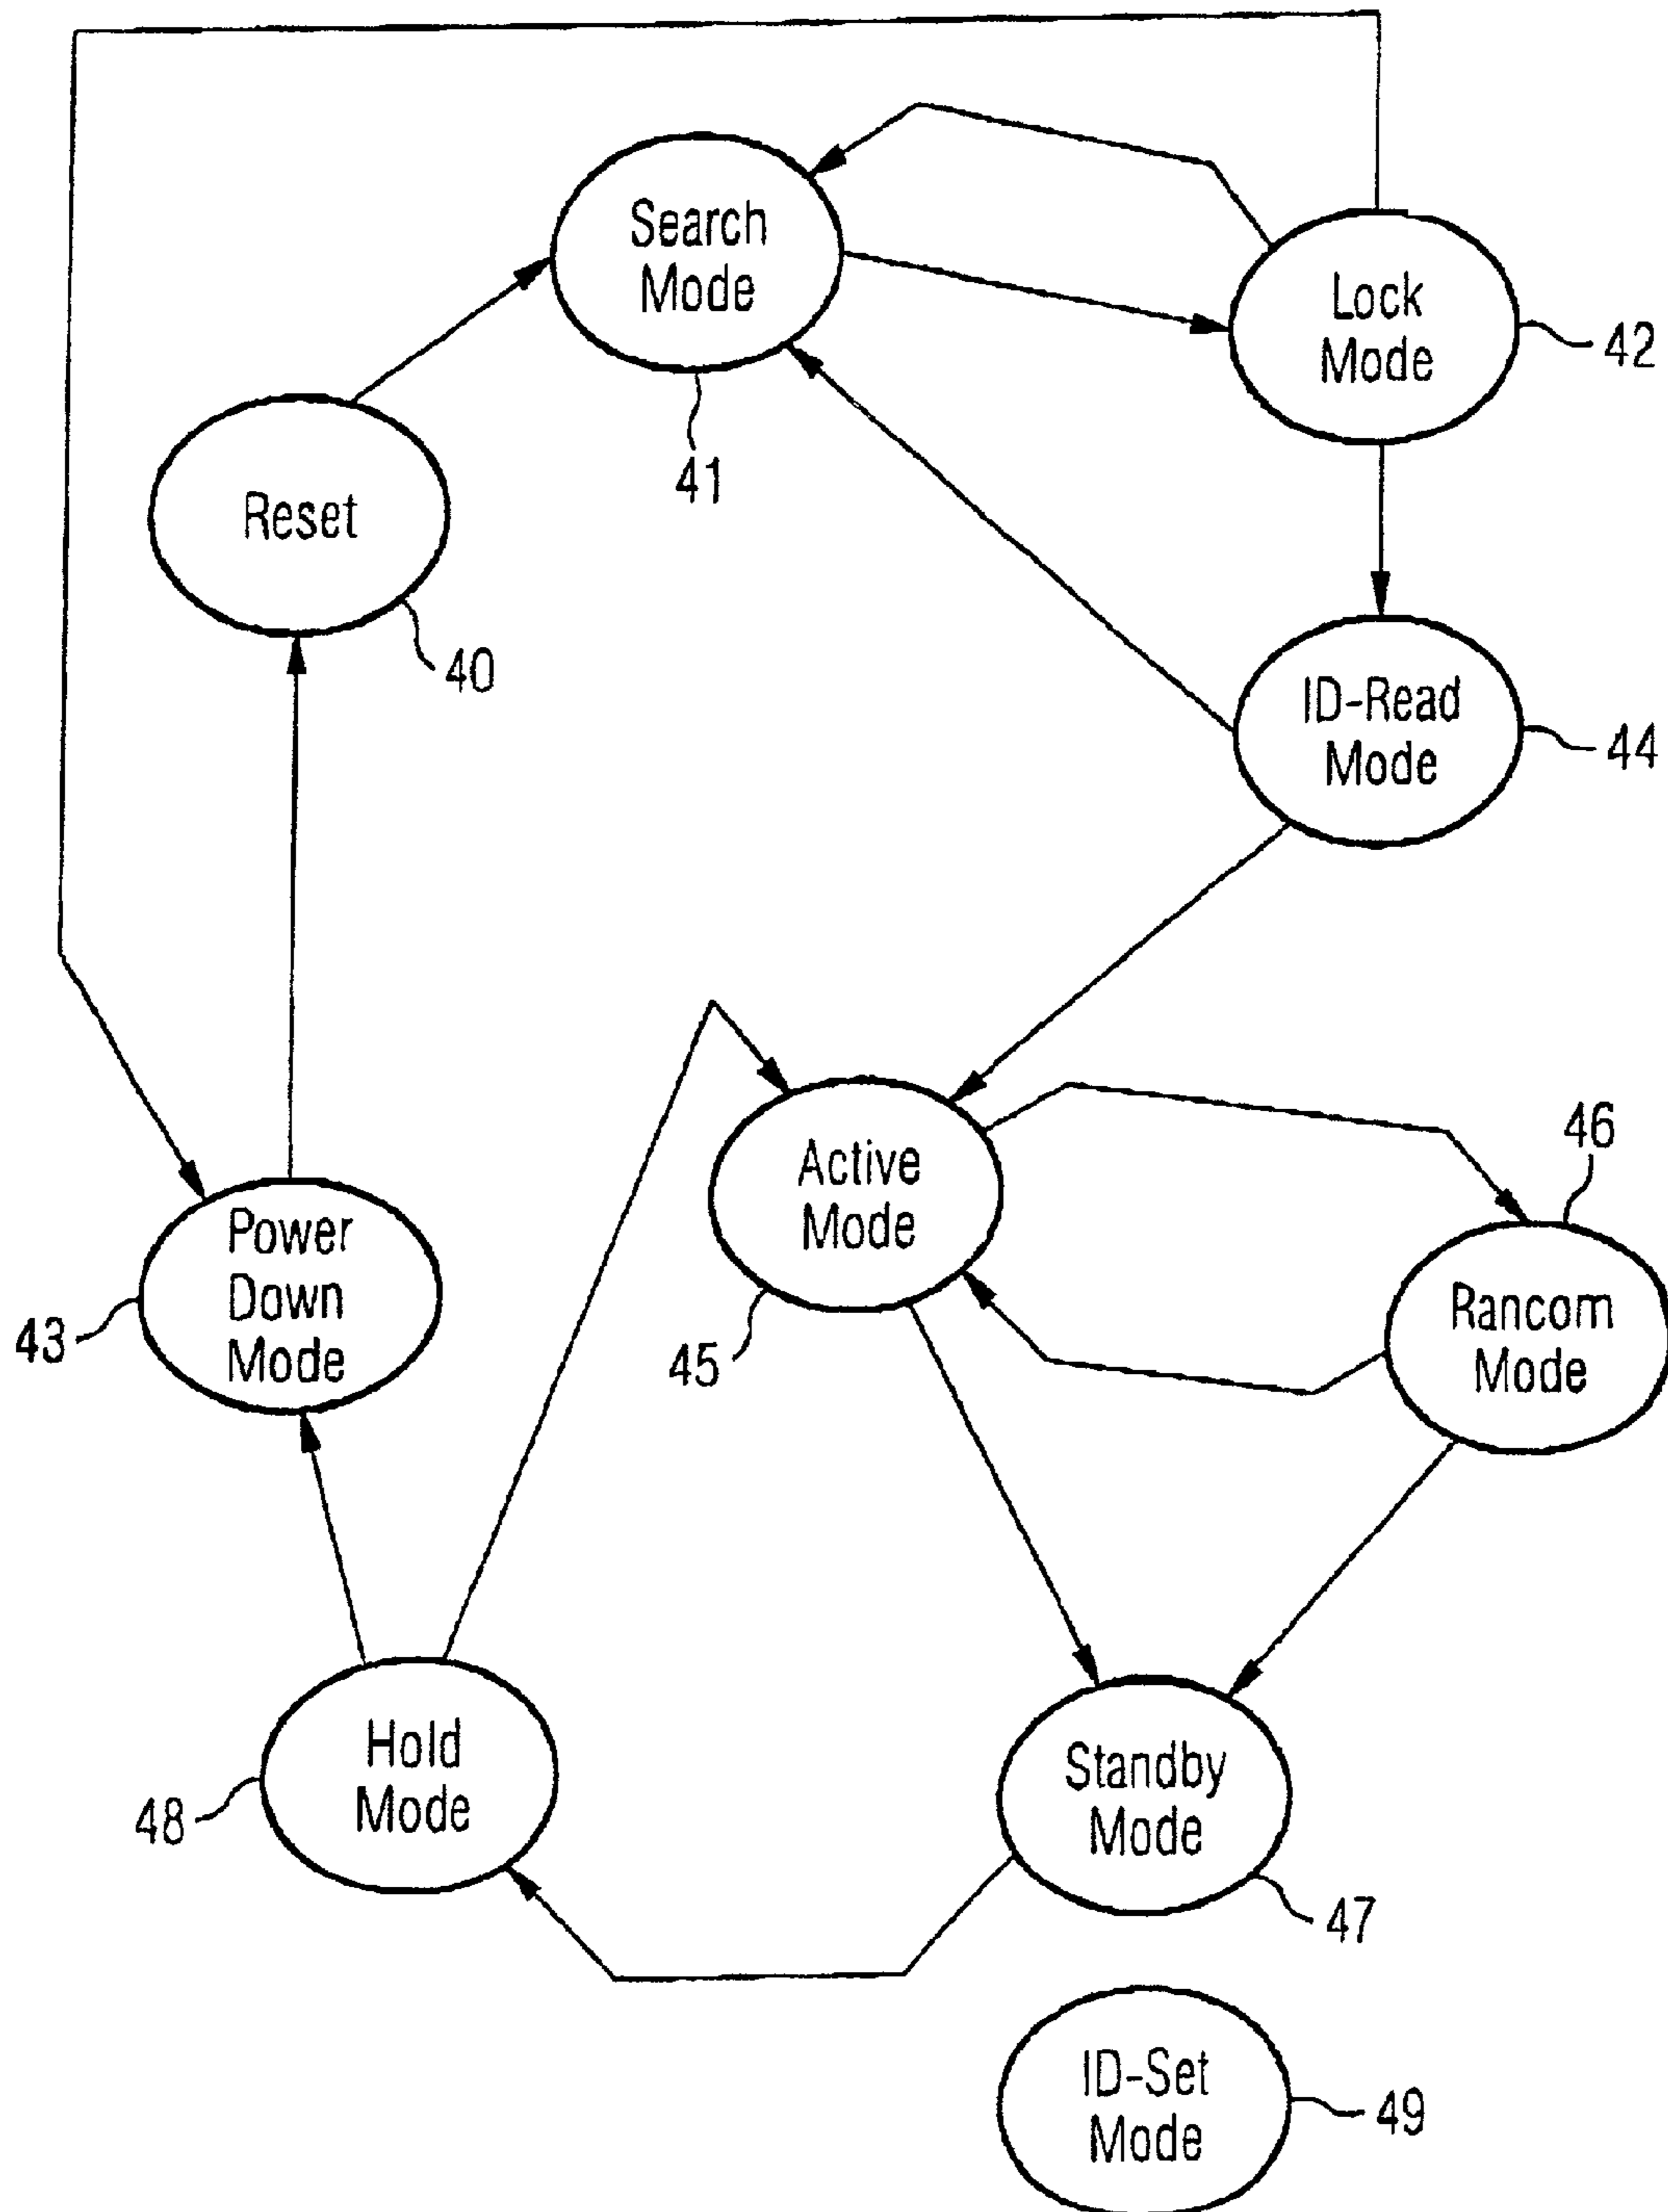 Search
Mode
41
Lock
Mode
42
Reset
40
ID-Read
Mode
44
Active
Mode
45
46
Rancom
Mode
Power
Down
Mode
43
Hold
Mode
48
Standby
Mode
47
ID-Set
Mode
49